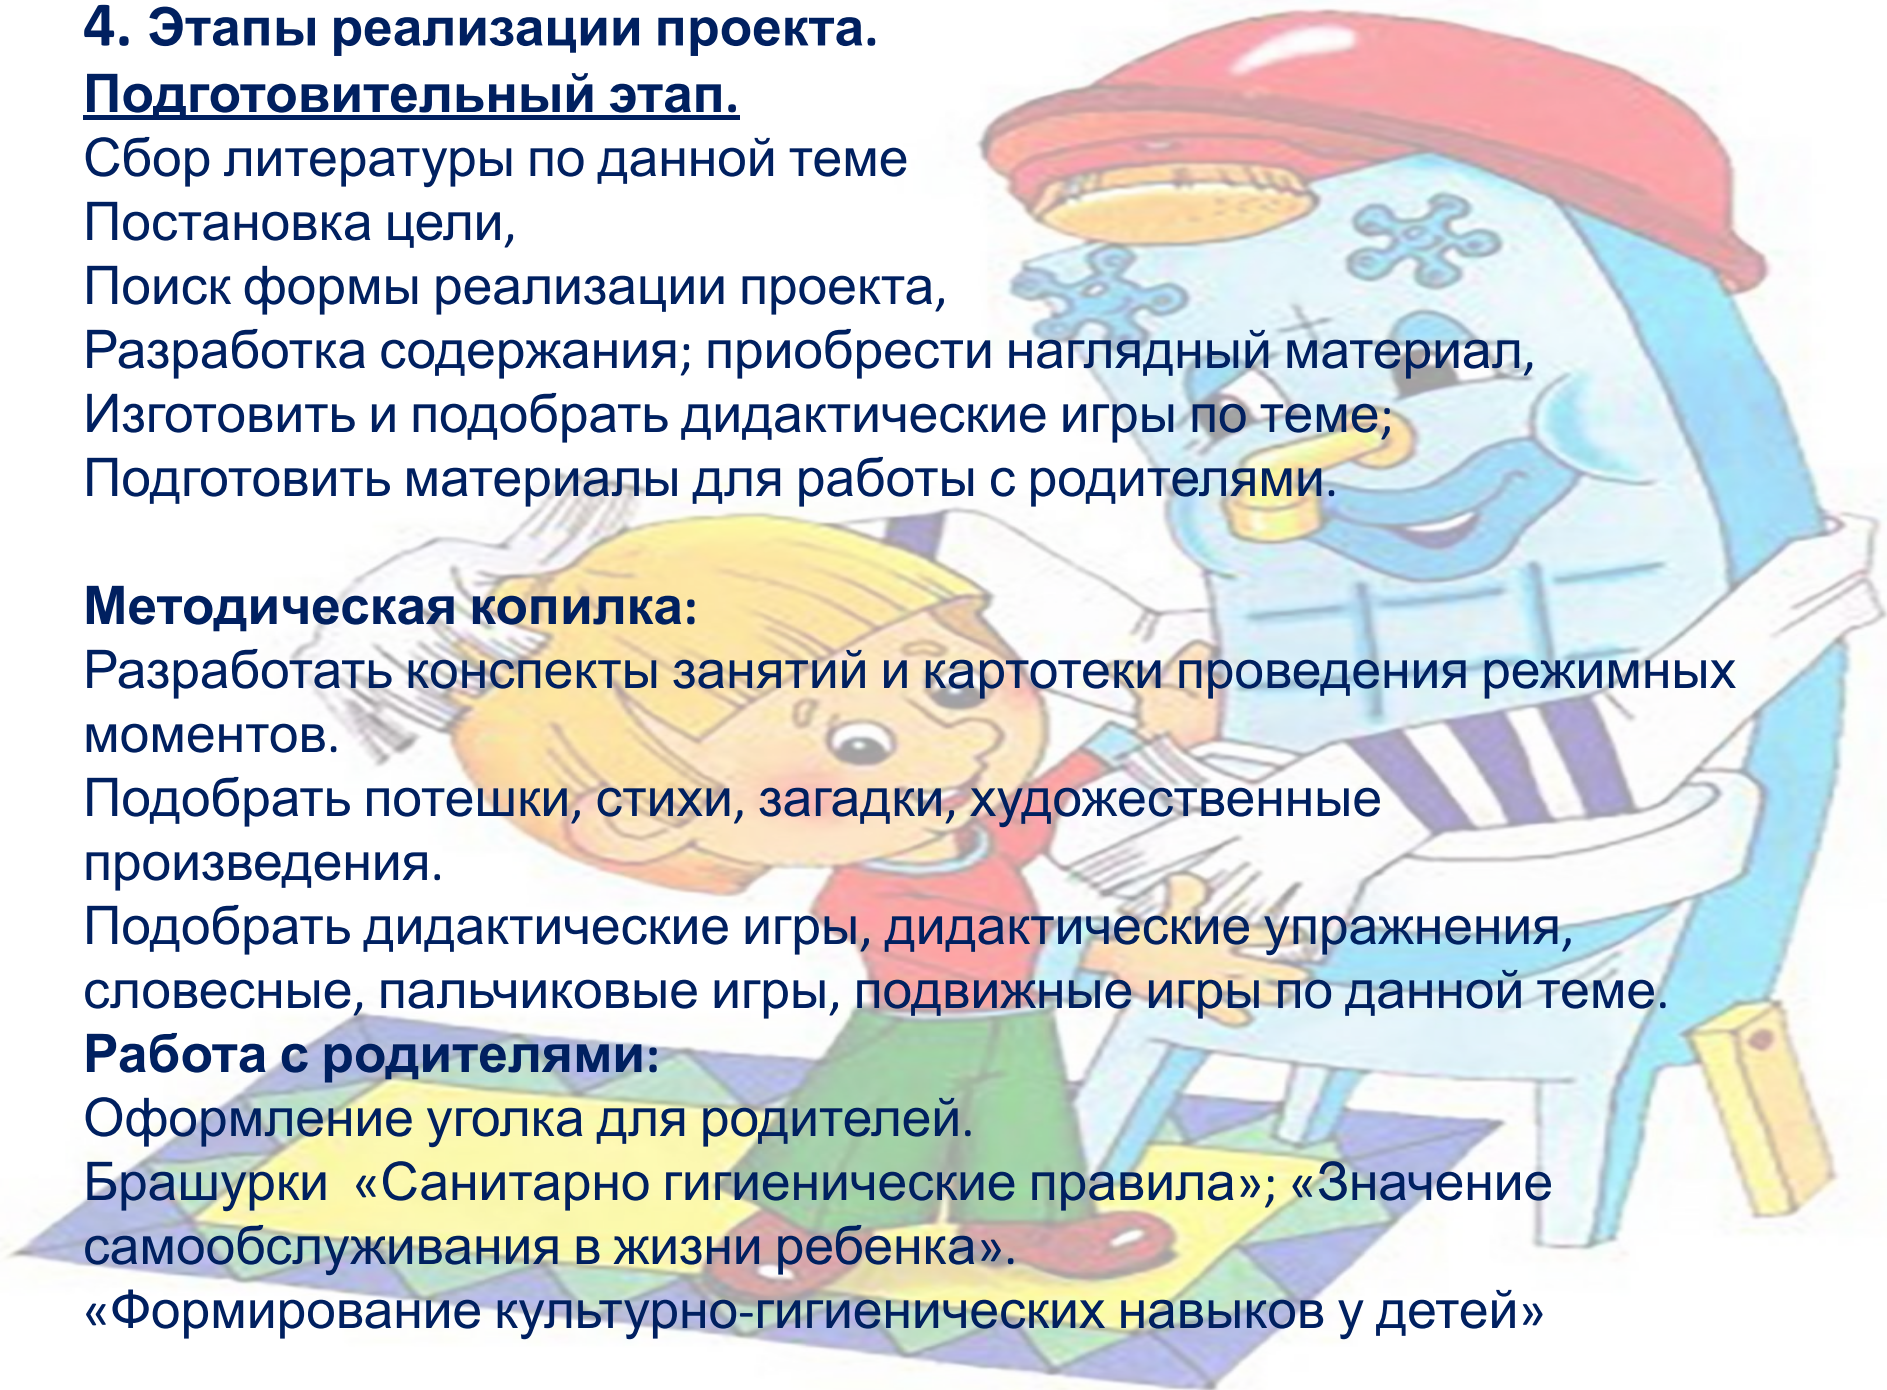 4. Этапы реализации проекта.
Подготовительный этап.
Сбор литературы по данной теме
Постановка цели,
Поиск формы реализации проекта,
Разработка содержания; приобрести наглядный материал,
Изготовить и подобрать дидактические игры по теме;
Подготовить материалы для работы с родителями.
Методическая копилка:
Разработать конспекты занятий и картотеки проведения режимных
моментов.
Подобрать потешки, стихи, загадки, художественные
произведения.
Подобрать дидактические игры, дидактические упражнения,
словесные, пальчиковые игры, подвижные игры по данной теме.
Работа с родителями:
Оформление уголка для родителей.
Брашурки  «Санитарно гигиенические правила»; «Значение
самообслуживания в жизни ребенка».
«Формирование культурно-гигиенических навыков у детей»